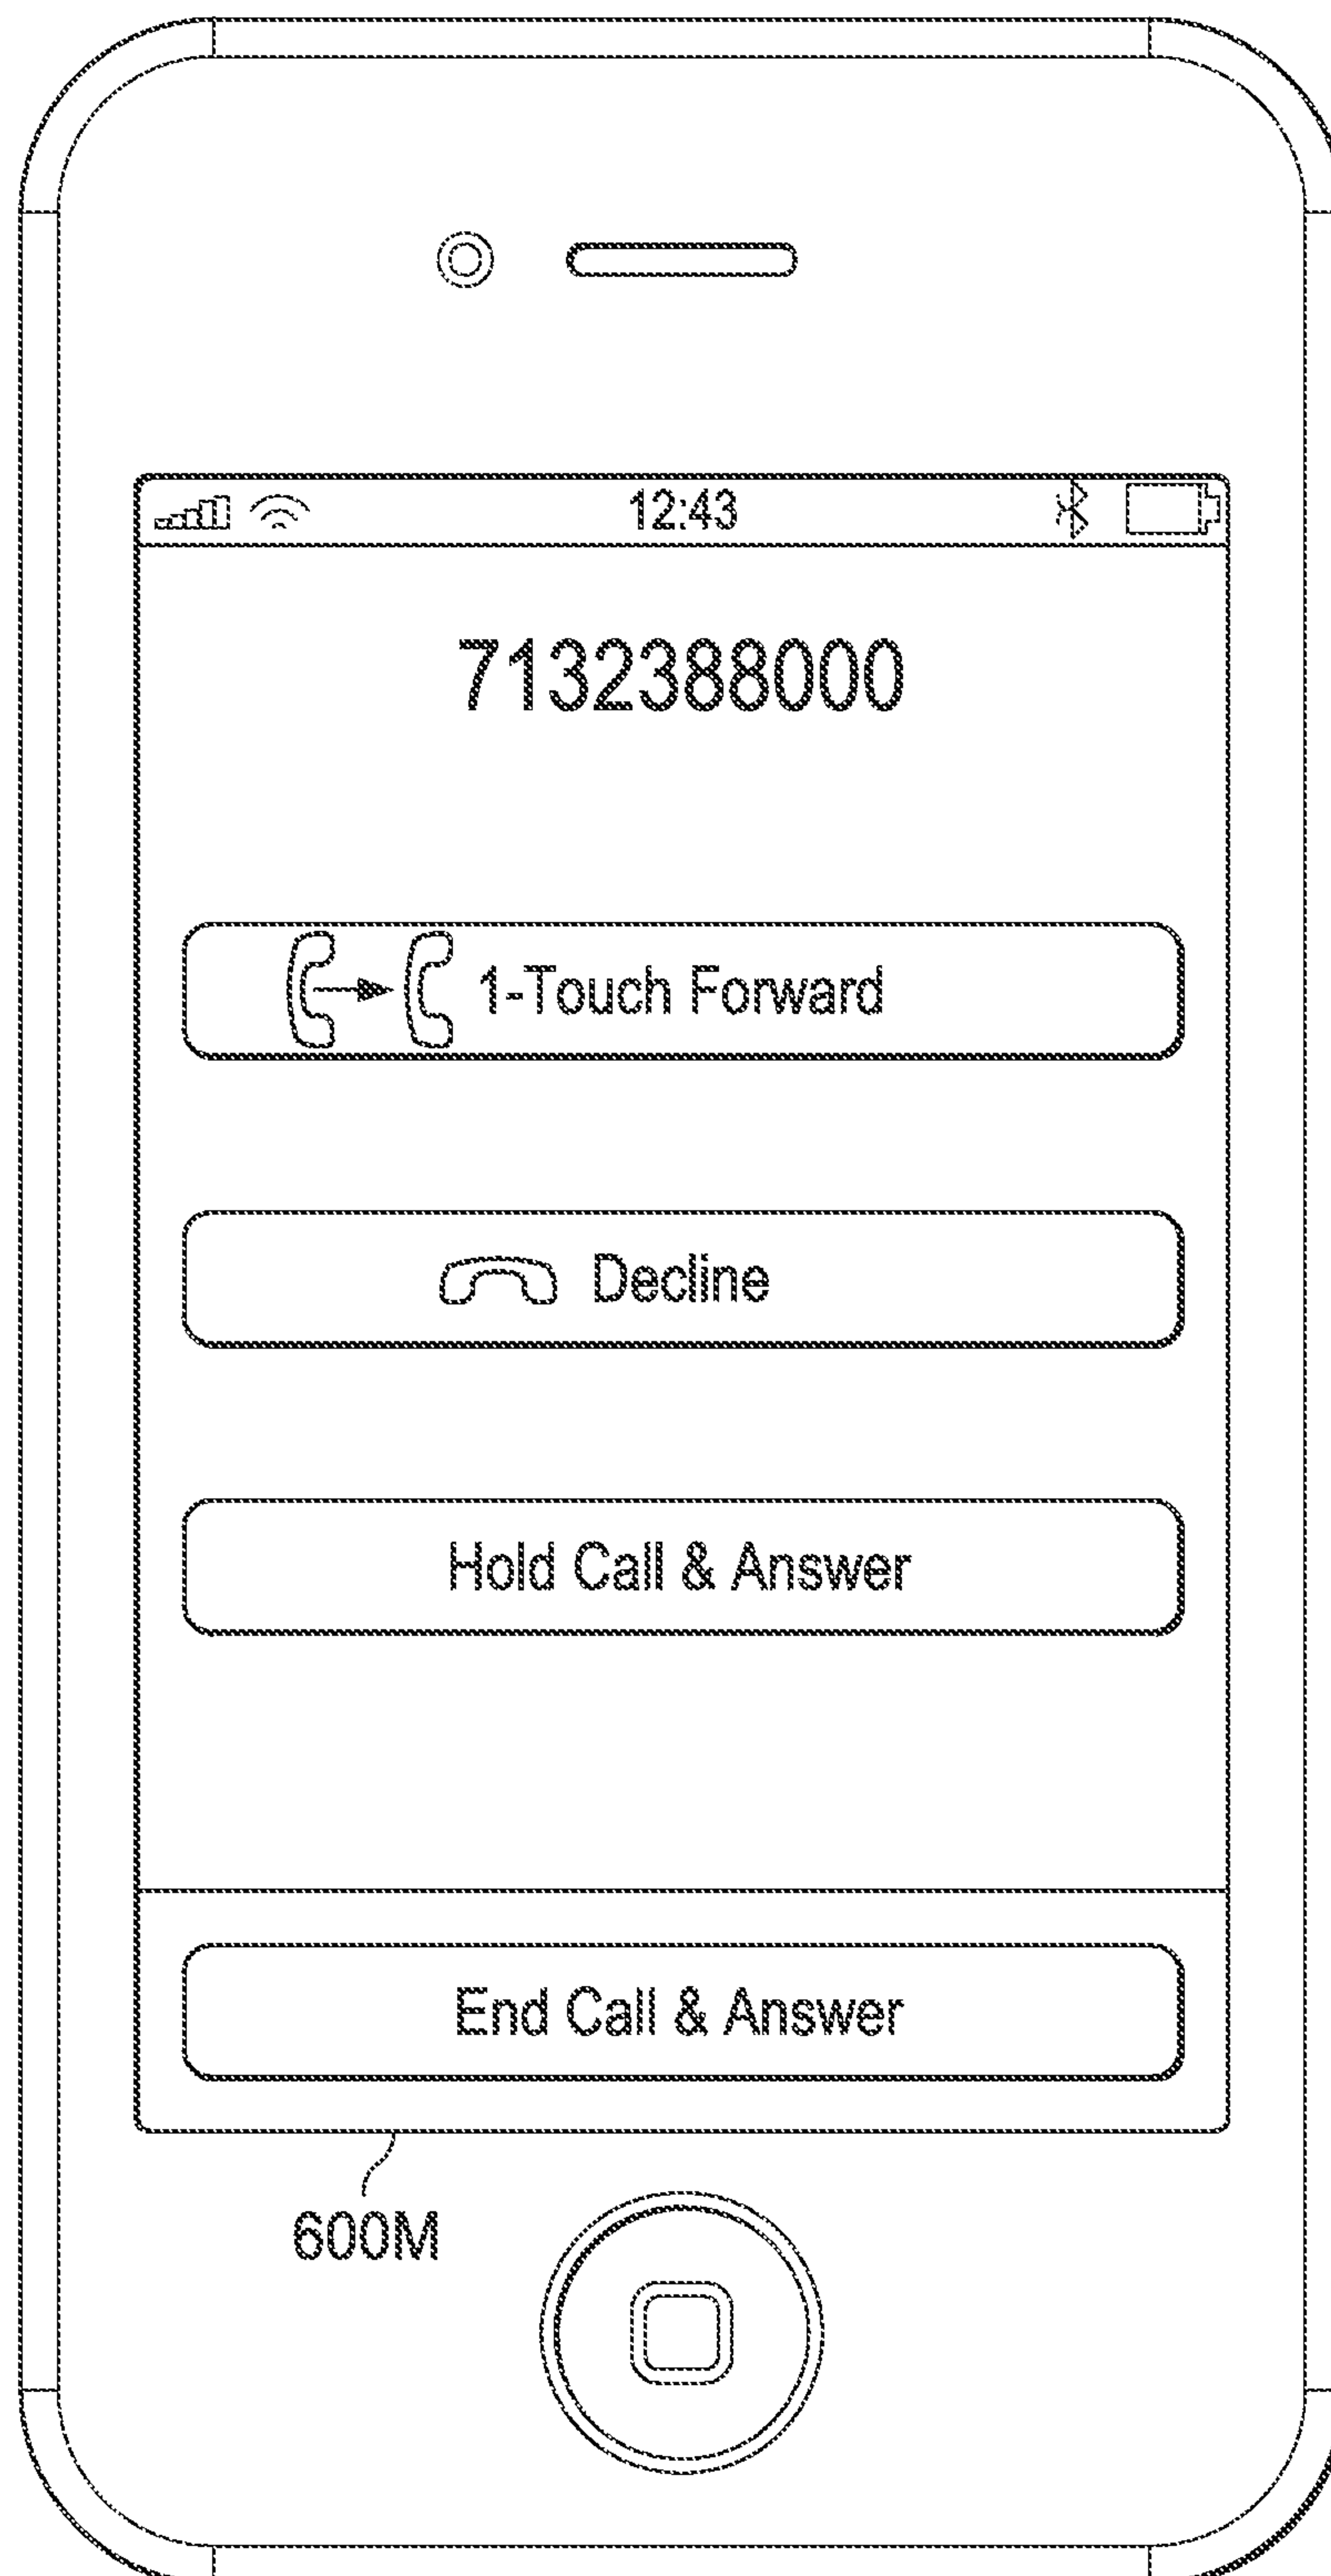 12:43
7132388000
1-Touch Forward
Decline
Hold Call & Answer
End Call & Answer
600M